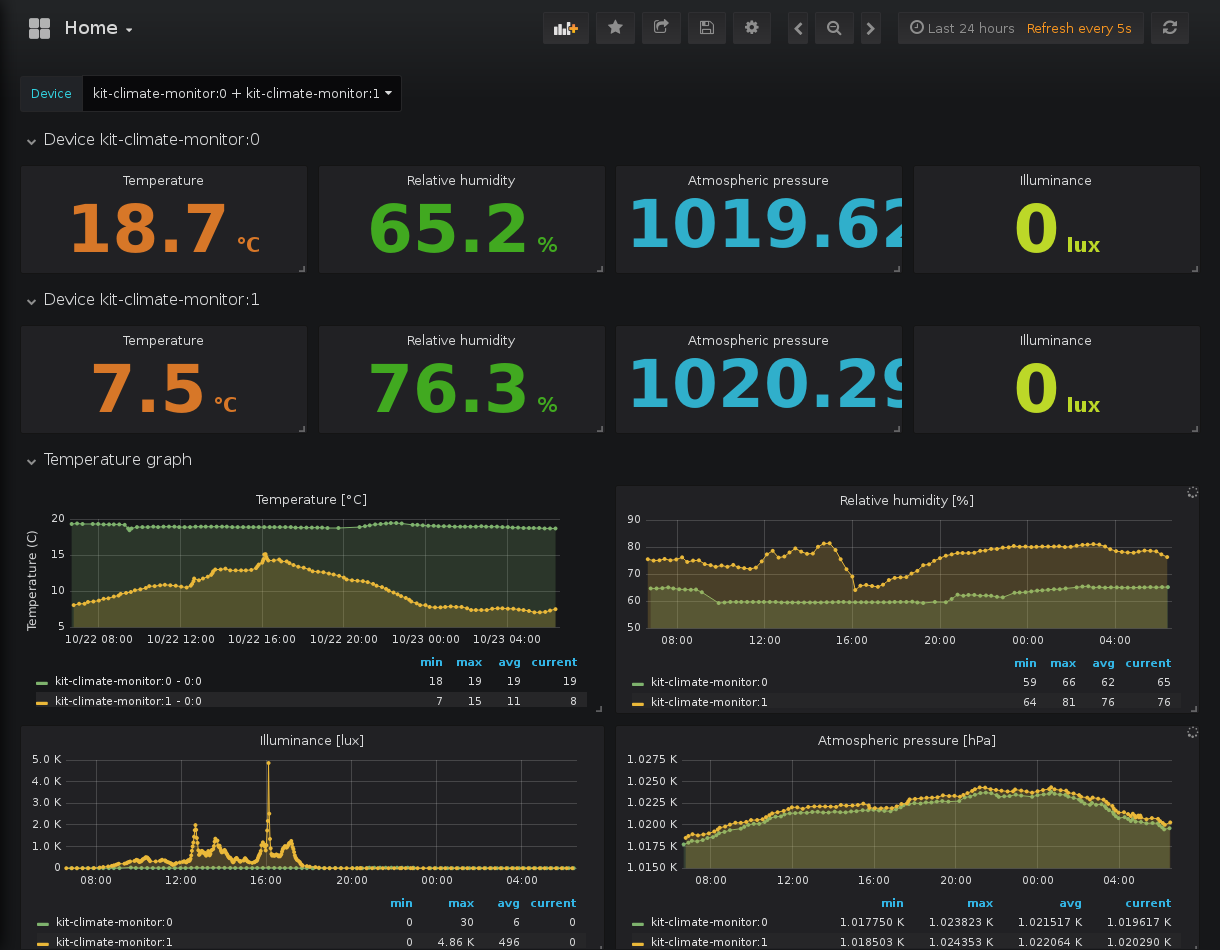 Home
Last 24 hours Refresh every 5s
Device kit-climate-monitor:0 + kit-climate-monitor:1
Device kit-climate-monitor:0
Temperature Relative humidity Atmospheric pressure Illuminance
18.7 °C 65.2 % 1019.62 0 lux
Device kit-climate-monitor:1
Temperature Relative humidity Atmospheric pressure Illuminance
7.5 °C 76.3 % 1020.29 0 lux
Temperature graph
Temperature [°C]
Temperature (C)
20
15
10
5
10/22 08:00 10/22 12:00 10/22 16:00 10/22 20:00 10/23 00:00 10/23 04:00
min max avg current
kit-climate-monitor:0 - 0:0 18 19 19 19
kit-climate-monitor:1 - 0:0 7 15 11 8
Relative humidity [%]
90
80
70
60
50
08:00 12:00 16:00 20:00 00:00 04:00
min max avg current
kit-climate-monitor:0 59 66 62 65
kit-climate-monitor:1 64 81 76 76
Illuminance [lux]
5.0 K
4.0 K
3.0 K
2.0 K
1.0 K
0
08:00 12:00 16:00 20:00 00:00 04:00
min max avg current
kit-climate-monitor:0 0 30 6 0
kit-climate-monitor:1 0 4.86 K 496 0
Atmospheric pressure [hPa]
1.0275 K
1.0250 K
1.0225 K
1.0200 K
1.0175 K
1.0150 K
08:00 12:00 16:00 20:00 00:00 04:00
min max avg current
kit-climate-monitor:0 1.017750 K 1.023823 K 1.021517 K 1.019617 K
kit-climate-monitor:1 1.018503 K 1.024353 K 1.022064 K 1.020290 K